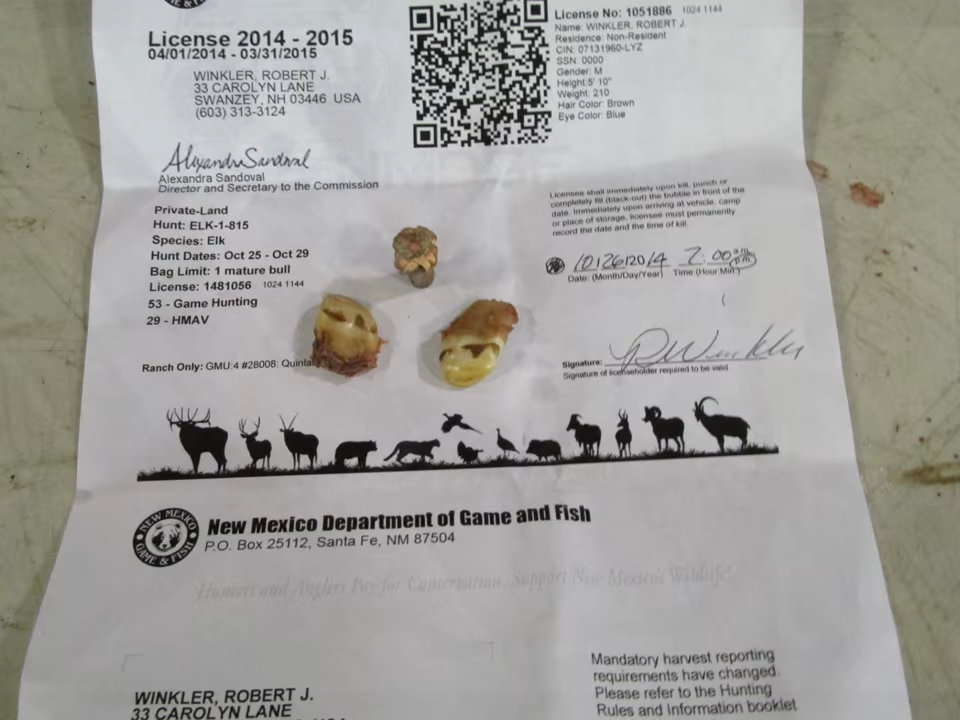 License 2014 - 2015
04/01/2014 - 03/31/2015
WINKLER, ROBERT J.
33 CAROLYN LANE
SWANZEY, NH 03446 USA
(603) 313-3124
License No: 1051886 1024 1144
Name: WINKLER, ROBERT J.
Residence: Non-Resident
CIN: 07131960-LYZ
SSN: 0000
Gender: M
Height: 5' 10"
Weight: 210
Hair Color: Brown
Eye Color: Blue
Alexandra Sandoval
Alexandra Sandoval
Director and Secretary to the Commission
Private-Land
Hunt: ELK-1-815
Species: Elk
Hunt Dates: Oct 25 - Oct 29
Bag Limit: 1 mature bull
License: 1481056 1024 1144
53 - Game Hunting
29 - HMAV
Ranch Only: GMU:4 #28008: Quinla
Licensee shall immediately upon kill, punch or
completely fill (black-out) the bubble in front of the
date. Immediately upon arriving at vehicle, camp
or place of storage, licensee must permanently
record the date and the time of kill.
10/26/2014 7:00 a.m. p.m.
Date: (Month/Day/Year) Time:(Hour:Min)
Signature: RWinkler
Signature of licenseholder required to be valid
NEW MEXICO
GAME & FISH
New Mexico Department of Game and Fish
P.O. Box 25112, Santa Fe, NM 87504
Hunters and Anglers Pay for Conservation, Support New Mexico's Wildlife!
WINKLER, ROBERT J.
33 CAROLYN LANE
Mandatory harvest reporting
requirements have changed.
Please refer to the Hunting
Rules and Information booklet